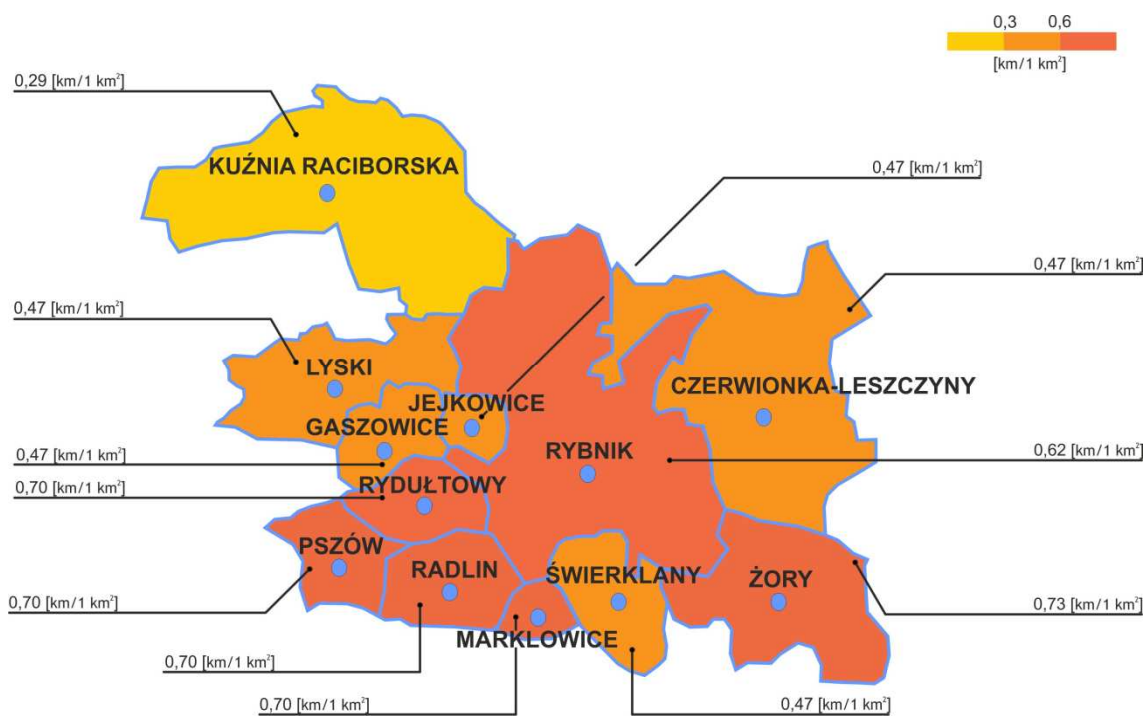 0,3 0,6
[km/1 km²]
0,29 [km/1 km²]
KUŹNIA RACIBORSKA
0,47 [km/1 km²]
0,47 [km/1 km²]
0,47 [km/1 km²]
LYSKI
CZERWIONKA-LESZCZYNY
JEJKOWICE
GASZOWICE
RYBNIK
0,47 [km/1 km²]
0,62 [km/1 km²]
RYDUŁTOWY
0,70 [km/1 km²]
PSZÓW
RADLIN
ŚWIERKLANY
ŻORY
0,70 [km/1 km²]
0,73 [km/1 km²]
MARKLOWICE
0,70 [km/1 km²]
0,70 [km/1 km²]
0,47 [km/1 km²]